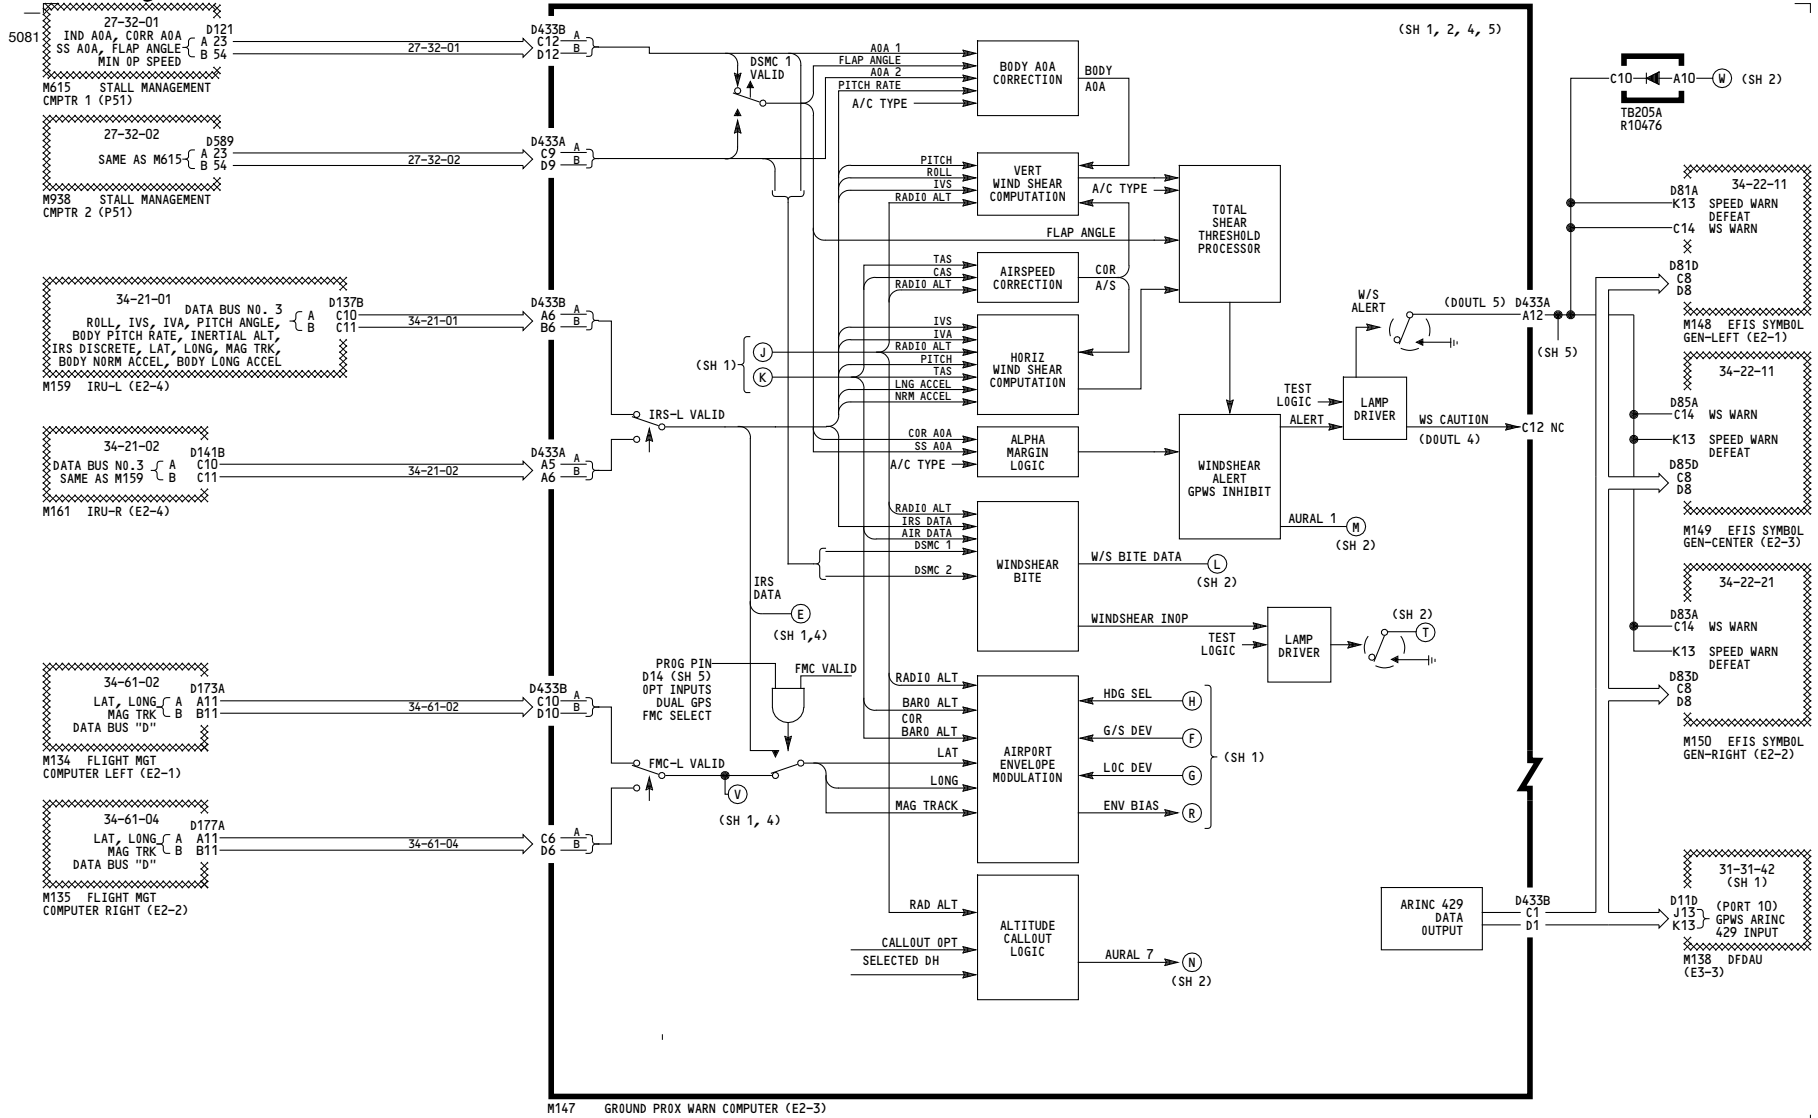 5081
27-32-01
IND AOA, CORR AOA
SS AOA, FLAP ANGLE
MIN OP SPEED
D121
A 23
B 54
27-32-01
M615 STALL MANAGEMENT
CMPTR 1 (P51)
27-32-02
SAME AS M615
D589
A 23
B 54
27-32-02
M938 STALL MANAGEMENT
CMPTR 2 (P51)
34-21-01
DATA BUS NO. 3
ROLL, IVS, IVA, PITCH ANGLE,
BODY PITCH RATE, INERTIAL ALT,
IRS DISCRETE, LAT, LONG, MAG TRK,
BODY NORM ACCEL, BODY LONG ACCEL
D137B
A C10
B C11
34-21-01
M159 IRU-L (E2-4)
34-21-02
DATA BUS NO.3
SAME AS M159
D141B
A C10
B C11
34-21-02
M161 IRU-R (E2-4)
34-61-02
LAT, LONG
MAG TRK
DATA BUS "D"
D173A
A A11
B B11
34-61-02
M134 FLIGHT MGT
COMPUTER LEFT (E2-1)
34-61-04
LAT, LONG
MAG TRK
DATA BUS "D"
D177A
A A11
B B11
34-61-04
M135 FLIGHT MGT
COMPUTER RIGHT (E2-2)
D433B
C12 A
D12 B
D433A
C9 A
D9 B
D433B
A6 A
B6 B
D433A
A5 A
A6 B
D433B
C10 A
D10 B
C6 A
D6 B
DSMC 1
VALID
IRS-L VALID
(SH 1)
J
K
IRS
DATA
E
(SH 1,4)
PROG PIN
D14 (SH 5)
OPT INPUTS
DUAL GPS
FMC SELECT
FMC VALID
FMC-L VALID
V
(SH 1, 4)
AOA 1
FLAP ANGLE
AOA 2
PITCH RATE
A/C TYPE
BODY AOA
CORRECTION
BODY
AOA
PITCH
ROLL
IVS
RADIO ALT
VERT
WIND SHEAR
COMPUTATION
A/C TYPE
FLAP ANGLE
TOTAL
SHEAR
THRESHOLD
PROCESSOR
TAS
CAS
RADIO ALT
AIRSPEED
CORRECTION
COR
A/S
IVS
IVA
RADIO ALT
PITCH
TAS
LNG ACCEL
NRM ACCEL
HORIZ
WIND SHEAR
COMPUTATION
COR AOA
SS AOA
A/C TYPE
ALPHA
MARGIN
LOGIC
WINDSHEAR
ALERT
GPWS INHIBIT
ALERT
TEST
LOGIC
LAMP
DRIVER
W/S
ALERT
WS CAUTION
(DOUTL 4)
C12 NC
AURAL 1
M
(SH 2)
RADIO ALT
IRS DATA
AIR DATA
DSMC 1
DSMC 2
WINDSHEAR
BITE
W/S BITE DATA
L
(SH 2)
WINDSHEAR INOP
TEST
LOGIC
LAMP
DRIVER
(SH 2)
T
RADIO ALT
BARO ALT
COR
BARO ALT
LAT
LONG
MAG TRACK
AIRPORT
ENVELOPE
MODULATION
HDG SEL
H
G/S DEV
F
LOC DEV
G
ENV BIAS
R
(SH 1)
RAD ALT
CALLOUT OPT
SELECTED DH
ALTITUDE
CALLOUT
LOGIC
AURAL 7
N
(SH 2)
ARINC 429
DATA
OUTPUT
D433B
C1
D1
(SH 1, 2, 4, 5)
(DOUTL 5)
D433A
A12
(SH 5)
C10
A10
W
(SH 2)
TB205A
R10476
34-22-11
D81A
K13 SPEED WARN
DEFEAT
C14 WS WARN
D81D
C8
D8
M148 EFIS SYMBOL
GEN-LEFT (E2-1)
34-22-11
D85A
C14 WS WARN
K13 SPEED WARN
DEFEAT
D85D
C8
D8
M149 EFIS SYMBOL
GEN-CENTER (E2-3)
34-22-21
D83A
C14 WS WARN
K13 SPEED WARN
DEFEAT
D83D
C8
D8
M150 EFIS SYMBOL
GEN-RIGHT (E2-2)
31-31-42
(SH 1)
D11D
J13
K13
(PORT 10)
GPWS ARINC
429 INPUT
M138 DFDAU
(E3-3)
M147 GROUND PROX WARN COMPUTER (E2-3)